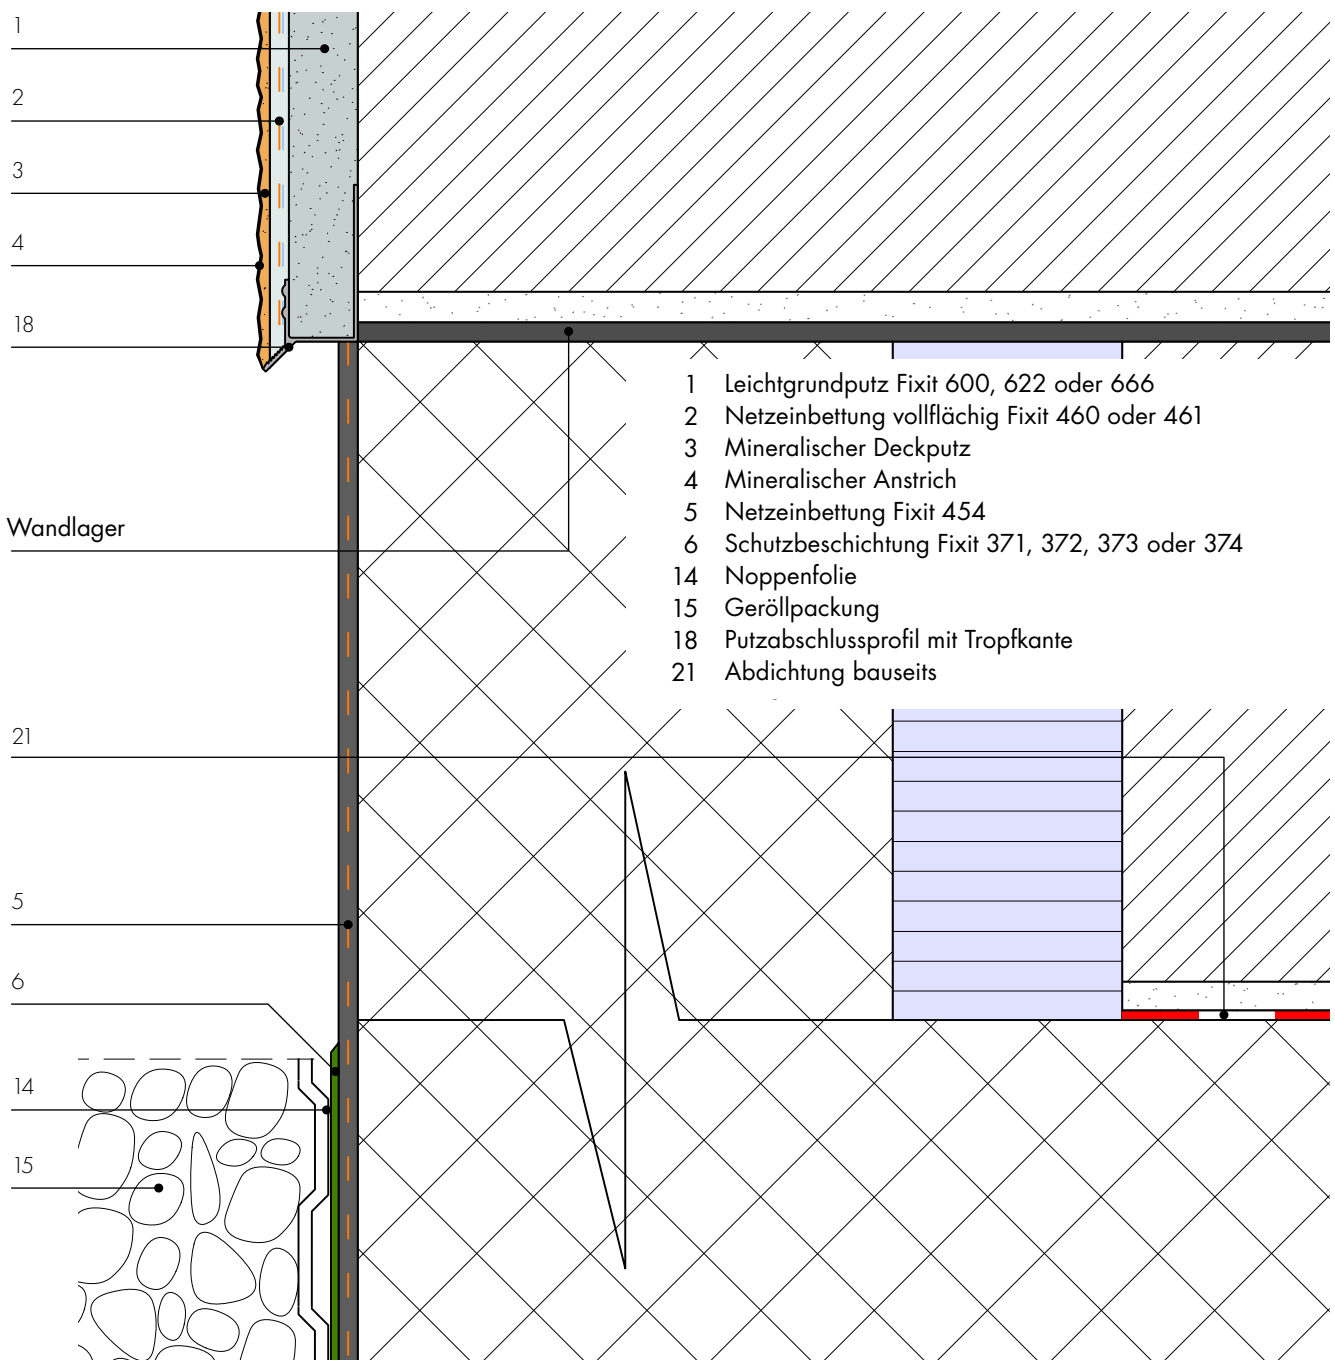 1
2
3
4
18
1 Leichtgrundputz Fixit 600, 622 oder 666
2 Netzeinbettung vollflächig Fixit 460 oder 461
3 Mineralischer Deckputz
4 Mineralischer Anstrich
5 Netzeinbettung Fixit 454
6 Schutzbeschichtung Fixit 371, 372, 373 oder 374
14 Noppenfolie
15 Geröllpackung
18 Putzabschlussprofil mit Tropfkante
21 Abdichtung bauseits
Wandlager
21
5
6
14
15